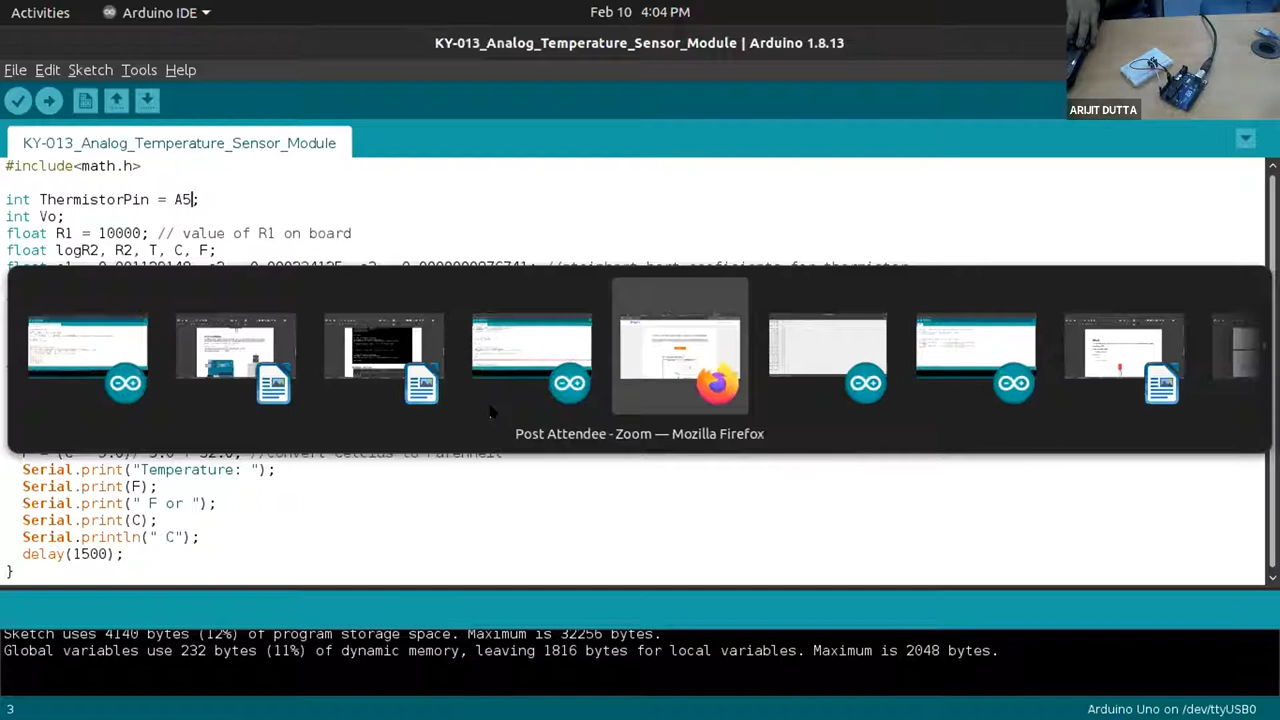 Activities
Arduino IDE
Feb 10 4:04 PM
KY-013_Analog_Temperature_Sensor_Module | Arduino 1.8.13
File Edit Sketch Tools Help
ARIJIT DUTTA
KY-013_Analog_Temperature_Sensor_Module
#include<math.h>
int ThermistorPin = A5;
int Vo;
float R1 = 10000; // value of R1 on board
float logR2, R2, T, C, F;
Post Attendee - Zoom — Mozilla Firefox
Serial.print("Temperature: ");
Serial.print(F);
Serial.print(" F or ");
Serial.print(C);
Serial.println(" C");
delay(1500);
}
Sketch uses 4140 bytes (12%) of program storage space. Maximum is 32256 bytes.
Global variables use 232 bytes (11%) of dynamic memory, leaving 1816 bytes for local variables. Maximum is 2048 bytes.
3
Arduino Uno on /dev/ttyUSB0